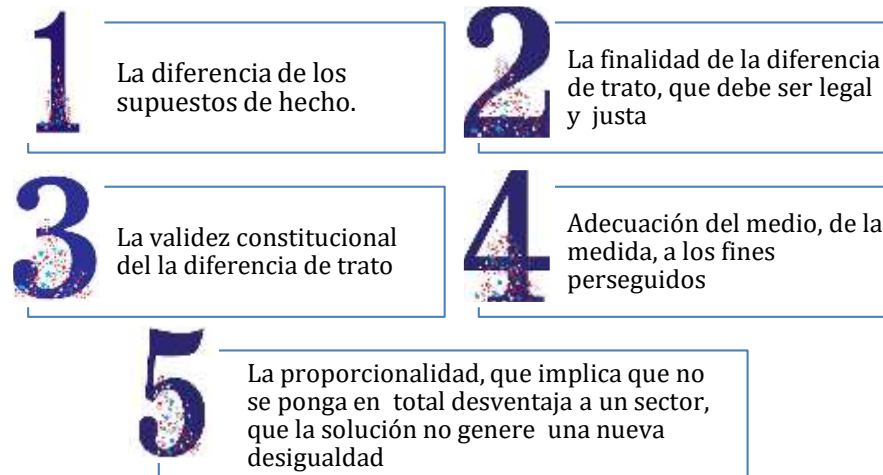 1
La diferencia de los
supuestos de hecho.
2
La finalidad de la diferencia
de trato, que debe ser legal
y justa
3
La validez constitucional
del la diferencia de trato
4
Adecuación del medio, de la
medida, a los fines
perseguidos
5
La proporcionalidad, que implica que no
se ponga en total desventaja a un sector,
que la solución no genere una nueva
desigualdad